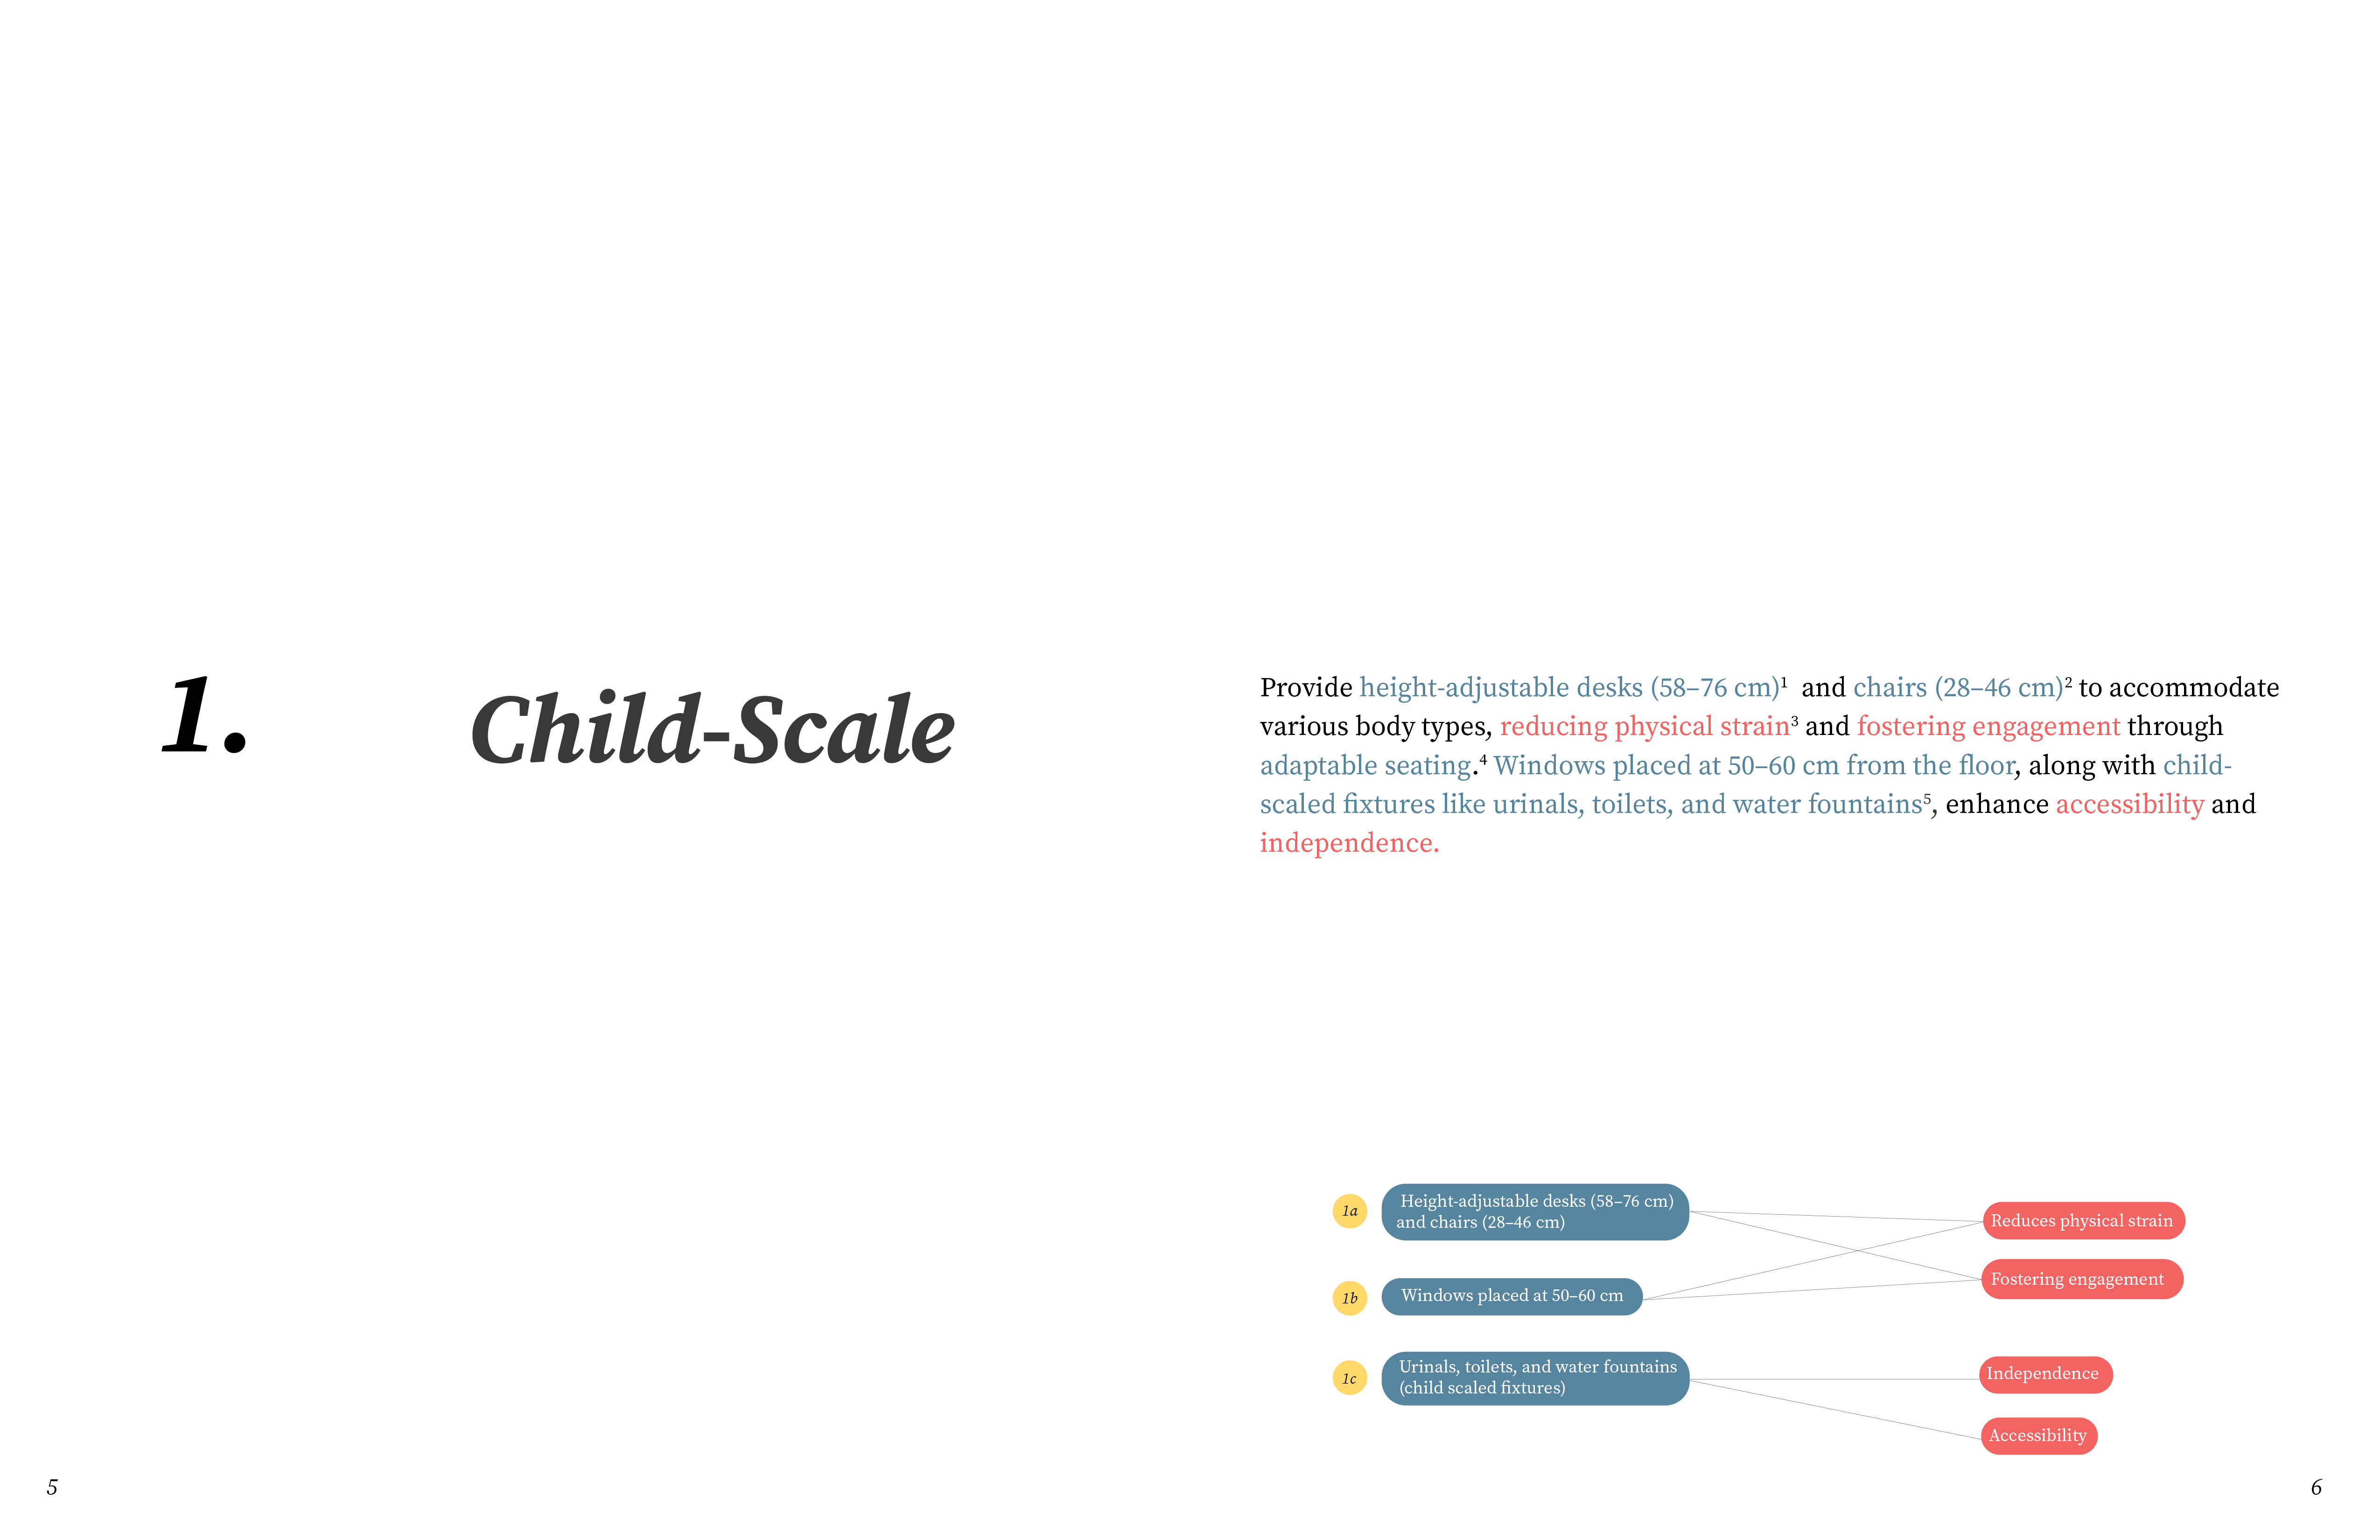 1.
Child-Scale
Provide height-adjustable desks (58–76 cm)¹ and chairs (28–46 cm)² to accommodate
various body types, reducing physical strain³ and fostering engagement through
adaptable seating.⁴ Windows placed at 50–60 cm from the floor, along with child-
scaled fixtures like urinals, toilets, and water fountains⁵, enhance accessibility and
independence.
1a
Height-adjustable desks (58–76 cm)
and chairs (28–46 cm)
Reduces physical strain
Fostering engagement
1b
Windows placed at 50–60 cm
1c
Urinals, toilets, and water fountains
(child scaled fixtures)
Independence
Accessibility
5
6